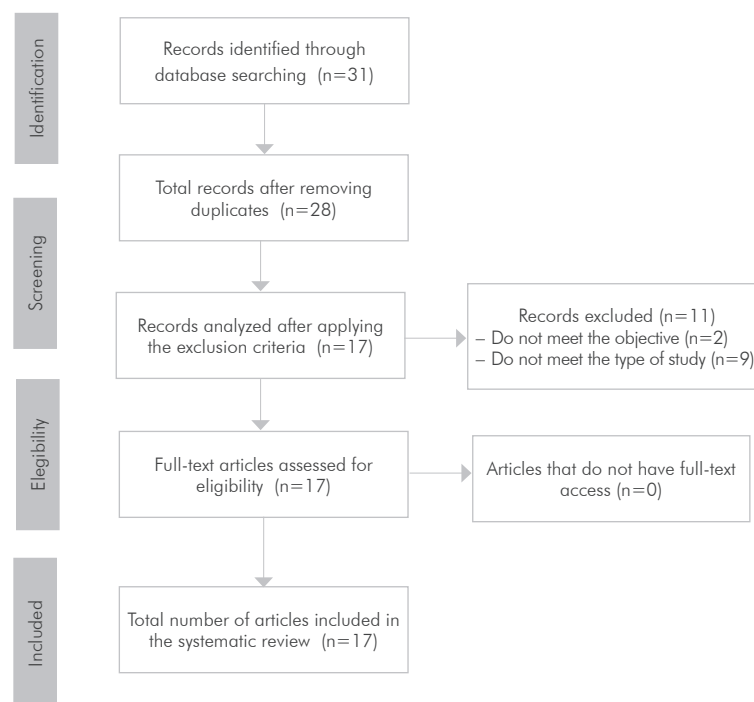 Identification
Records identified through
database searching (n=31)
Total records after removing
duplicates (n=28)
Screening
Records analyzed after applying
the exclusion criteria (n=17)
Records excluded (n=11)
– Do not meet the objective (n=2)
– Do not meet the type of study (n=9)
Elegibility
Full-text articles assessed for
eligibility (n=17)
Articles that do not have full-text
access (n=0)
Included
Total number of articles included in
the systematic review (n=17)